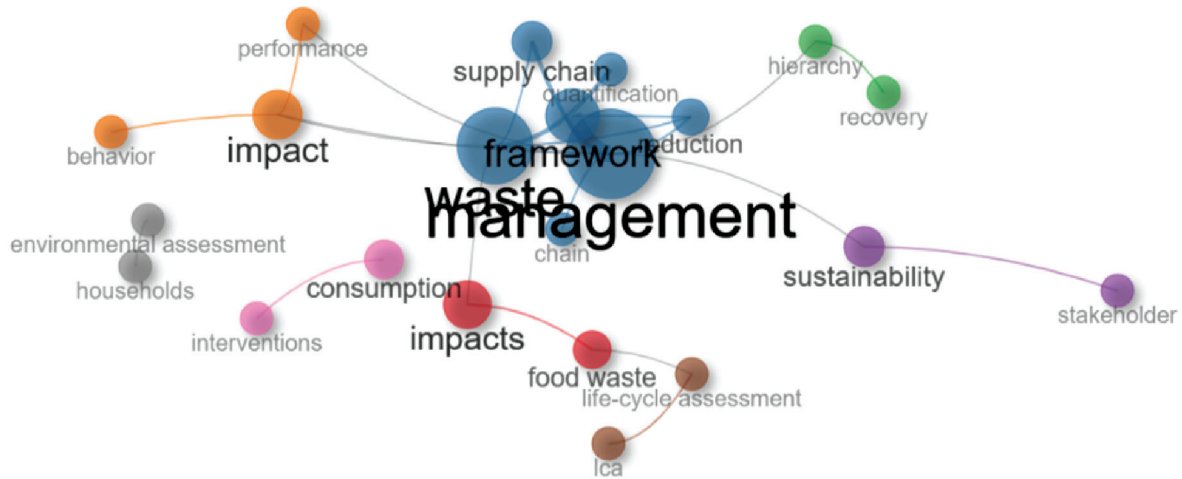 performance
supply chain
hierarchy
quantification
recovery
behavior
impact
framework
reduction
waste
management
environmental assessment
chain
households
consumption
sustainability
interventions
impacts
stakeholder
food waste
life-cycle assessment
lca